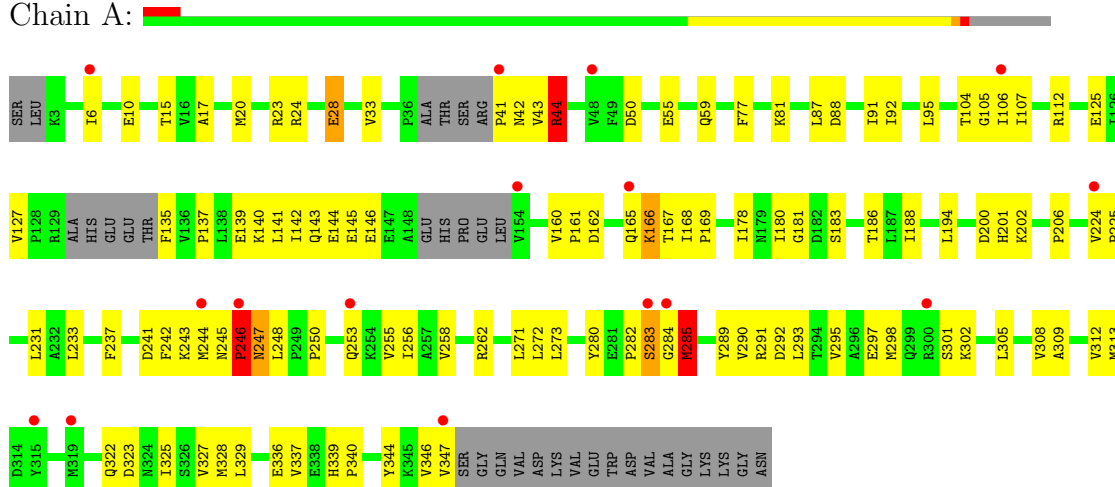 Chain A:
SER LEU K3 I6 E10 T15 V16 A17 M20 R23 R24 E28 V33 P36 ALA THR SER ARG P41 N42 V43 R44 V48 F49 D50 E55 Q59 F77 K81 L87 D88 I91 I92 L95 T104 G105 I106 I107 R112 E125 I126
V127 P128 R129 ALA HIS GLU GLU THR F135 V136 P137 L138 E139 K140 L141 I142 Q143 E144 E145 E146 E147 A148 GLU HIS PRO GLU LEU V154 V160 P161 D162 Q165 K166 T167 I168 P169 I178 N179 I180 G181 D182 S183 T186 L187 I188 L194 D200 H201 K202 P206 V224 P225
L231 A232 L233 F237 D241 F242 K243 M244 N245 P246 N247 L248 P249 P250 Q253 K254 V255 I256 A257 V258 R262 L271 L272 L273 Y280 E281 P282 S283 G284 M285 Y289 V290 R291 D292 L293 T294 V295 A296 E297 M298 Q299 R300 S301 K302 L305 V308 A309 V312 M313
D314 Y315 M319 Q322 D323 N324 I325 S326 V327 M328 L329 E336 V337 E338 H339 P340 Y344 K345 V346 V347 SER GLY GLN VAL ASP LYS VAL GLU TRP ASP VAL ALA GLY LYS LYS GLY ASN